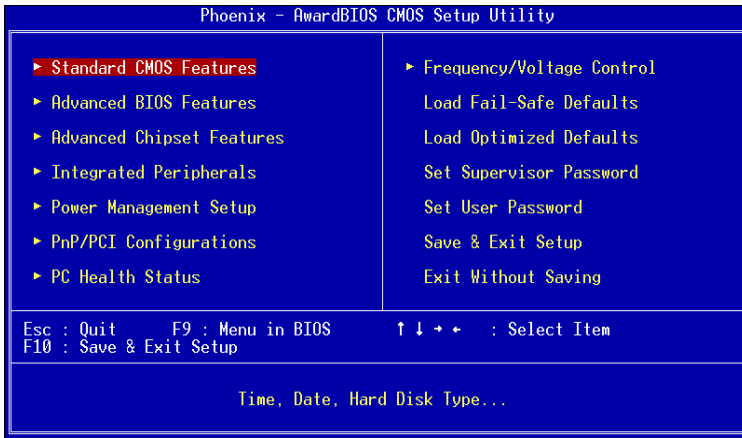 Phoenix - AwardBIOS CMOS Setup Utility
► Standard CMOS Features
► Advanced BIOS Features
► Advanced Chipset Features
► Integrated Peripherals
► Power Management Setup
► PnP/PCI Configurations
► PC Health Status
► Frequency/Voltage Control
Load Fail-Safe Defaults
Load Optimized Defaults
Set Supervisor Password
Set User Password
Save & Exit Setup
Exit Without Saving
Esc : Quit F9 : Menu in BIOS ↑ ↓ → ← : Select Item
F10 : Save & Exit Setup
Time, Date, Hard Disk Type...